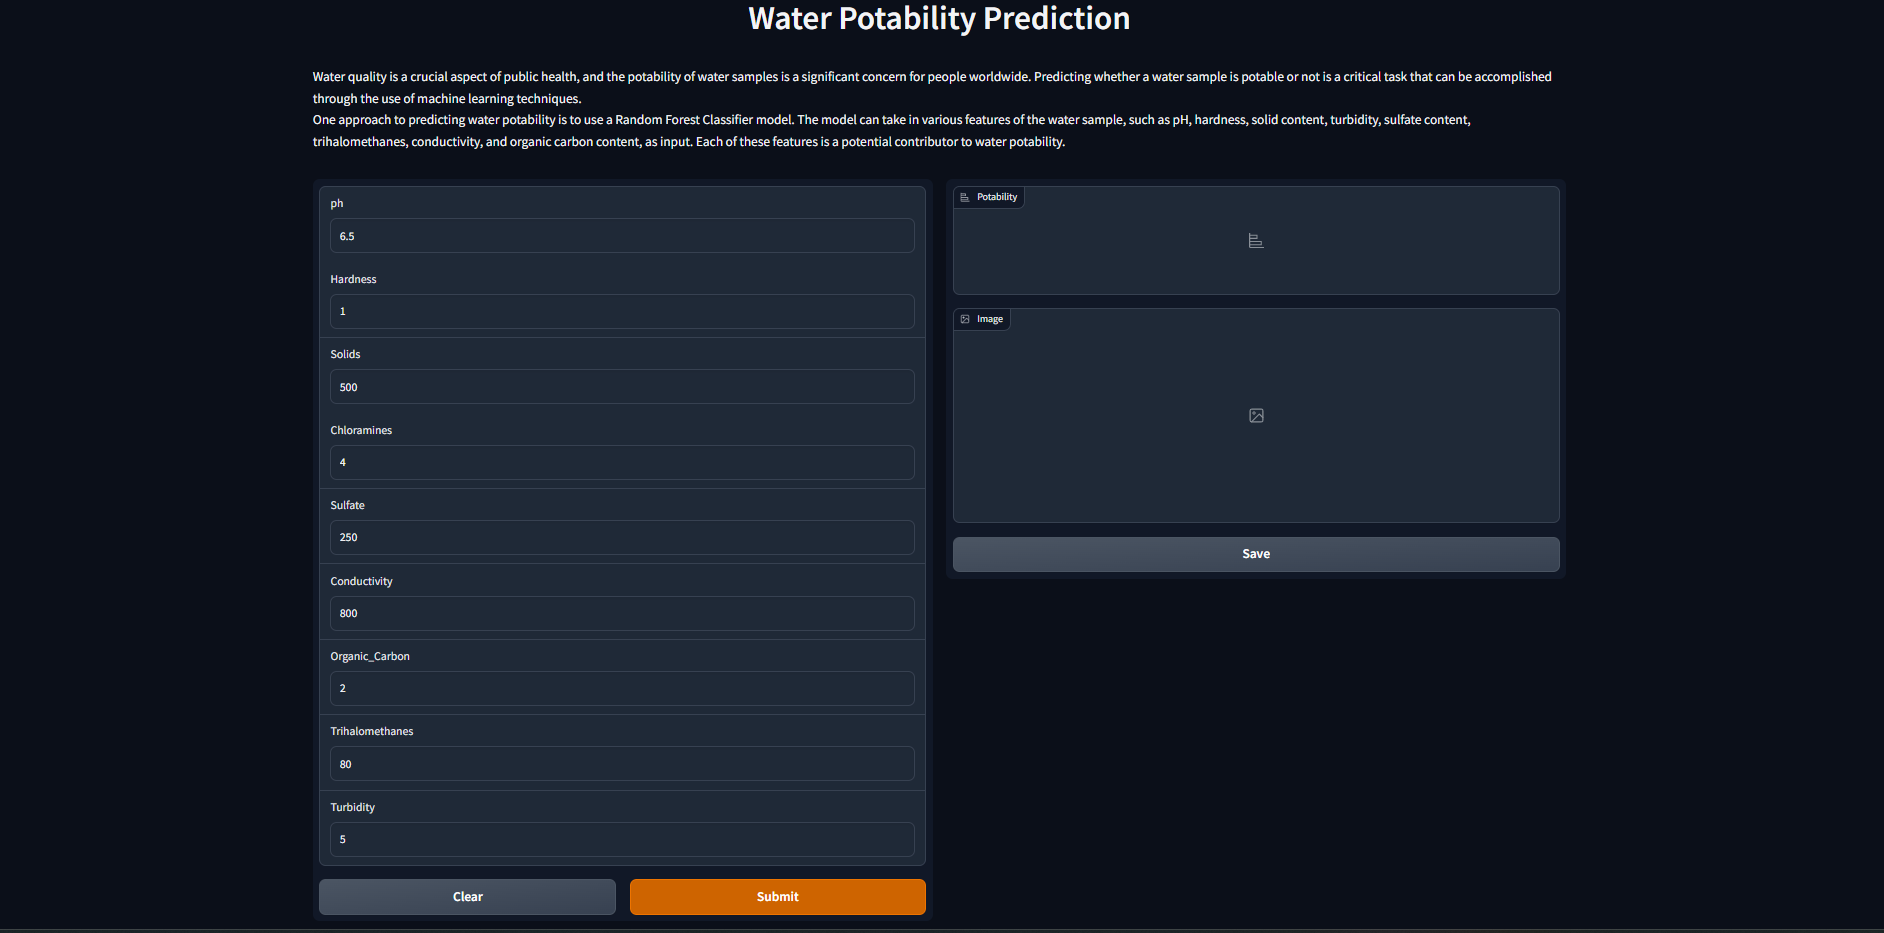 Water Potability Prediction
Water quality is a crucial aspect of public health, and the potability of water samples is a significant concern for people worldwide. Predicting whether a water sample is potable or not is a critical task that can be accomplished
through the use of machine learning techniques.
One approach to predicting water potability is to use a Random Forest Classifier model. The model can take in various features of the water sample, such as pH, hardness, solid content, turbidity, sulfate content,
trihalomethanes, conductivity, and organic carbon content, as input. Each of these features is a potential contributor to water potability.
ph
6.5
Hardness
1
Solids
500
Chloramines
4
Sulfate
250
Conductivity
800
Organic_Carbon
2
Trihalomethanes
80
Turbidity
5
Clear
Submit
Potability
Image
Save